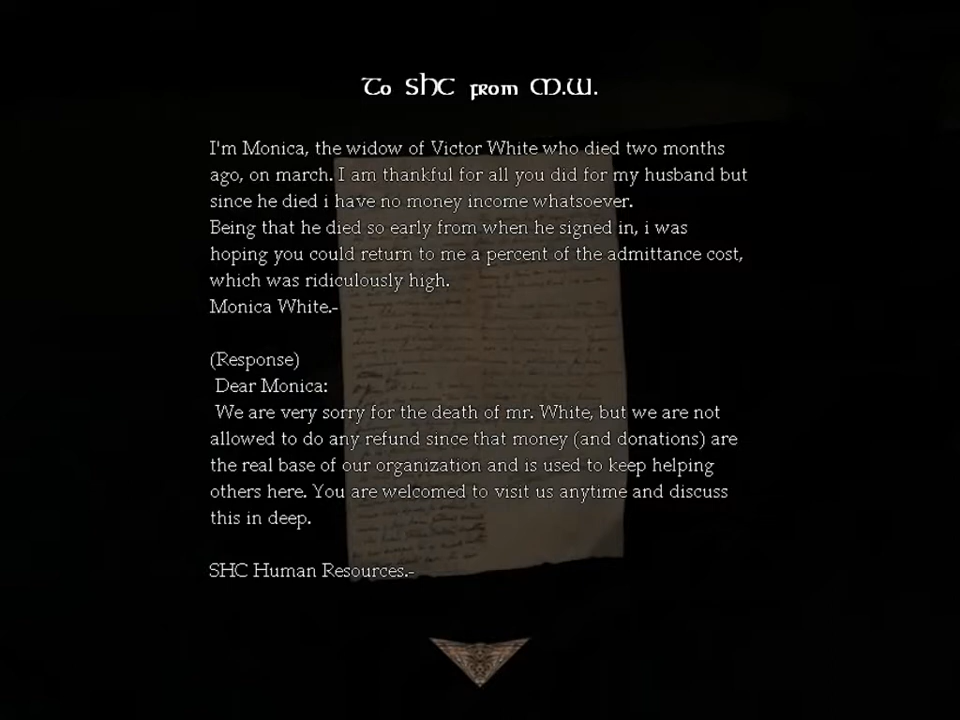 To SHC from M.W.
I'm Monica, the widow of Victor White who died two months
ago, on march. I am thankful for all you did for my husband but
since he died i have no money income whatsoever.
Being that he died so early from when he signed in, i was
hoping you could return to me a percent of the admittance cost,
which was ridiculously high.
Monica White.-
(Response)
Dear Monica:
We are very sorry for the death of mr. White, but we are not
allowed to do any refund since that money (and donations) are
the real base of our organization and is used to keep helping
others here. You are welcomed to visit us anytime and discuss
this in deep.
SHC Human Resources.-